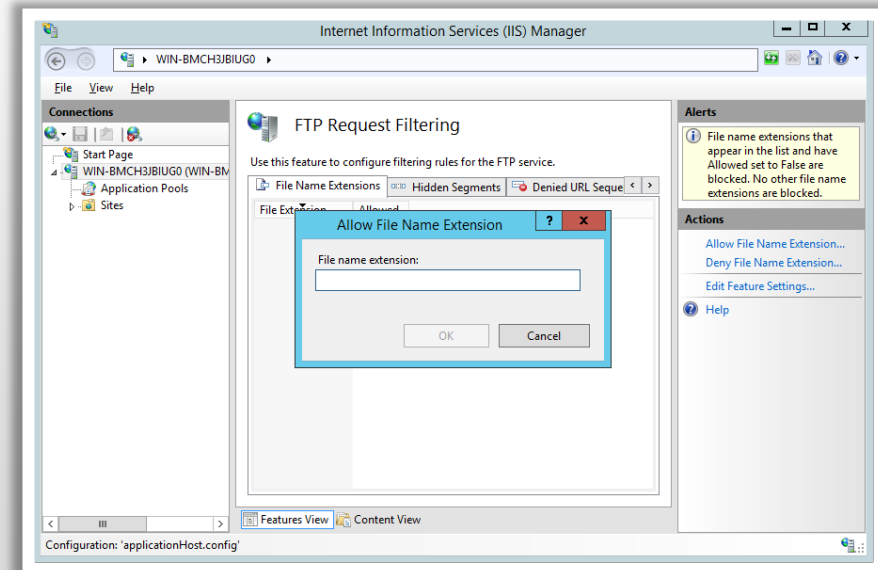 Internet Information Services (IIS) Manager
WIN-BMCH3JBIUG0
File View Help
Connections
Start Page
WIN-BMCH3JBIUG0 (WIN-BM
Application Pools
Sites
FTP Request Filtering
Use this feature to configure filtering rules for the FTP service.
File Name Extensions Hidden Segments Denied URL Seque
File Extension Allowed
Allow File Name Extension ? x
File name extension:
OK Cancel
Features View Content View
Alerts
File name extensions that
appear in the list and have
Allowed set to False are
blocked. No other file name
extensions are blocked.
Actions
Allow File Name Extension...
Deny File Name Extension...
Edit Feature Settings...
Help
Configuration: 'applicationHost.config'